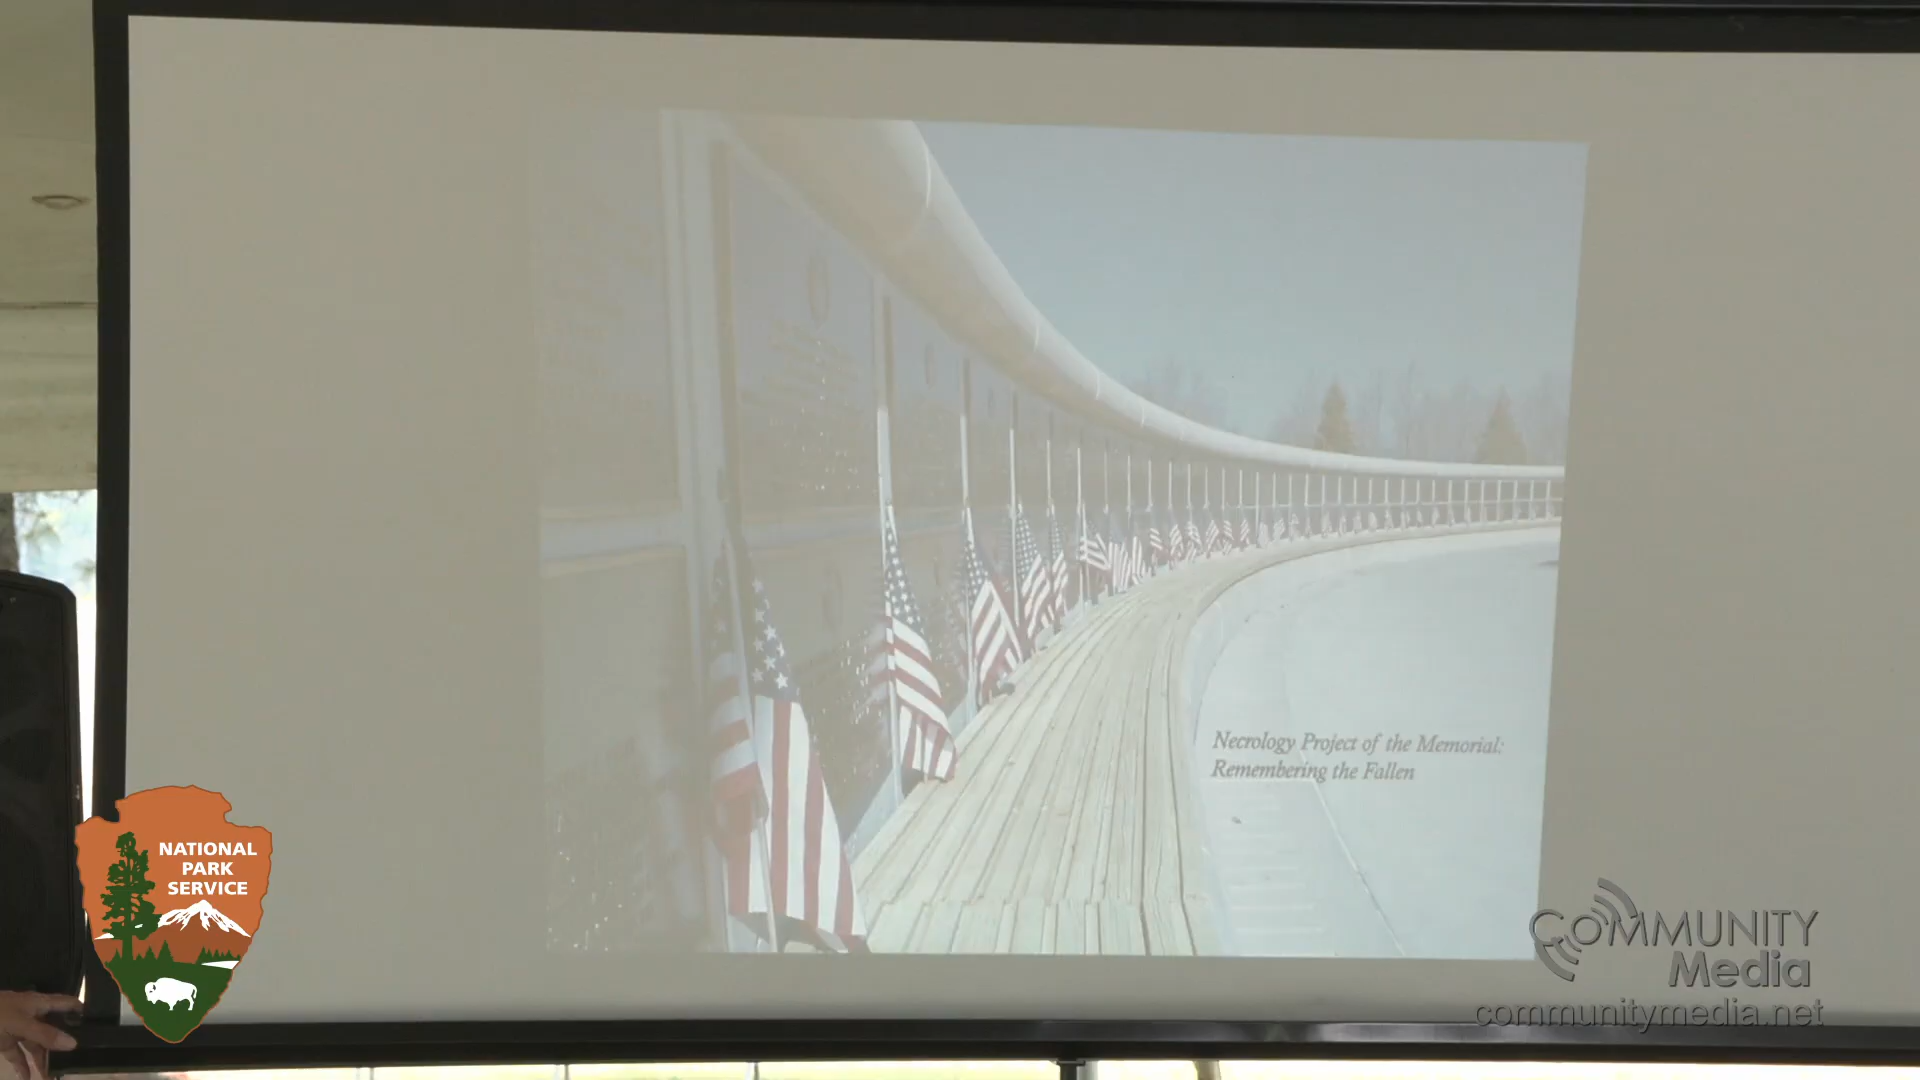 Necrology Project of the Memorial:
Remembering the Fallen
NATIONAL
PARK
SERVICE
COMMUNITY
Media
communitymedia.net